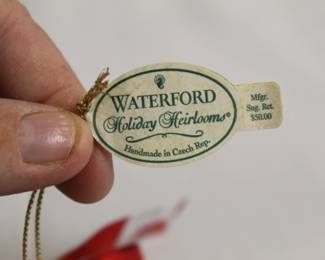 WATERFORD
Holiday Heirlooms®
Handmade in Czech Rep.
Mfgr.
Sug. Ret.
$50.00